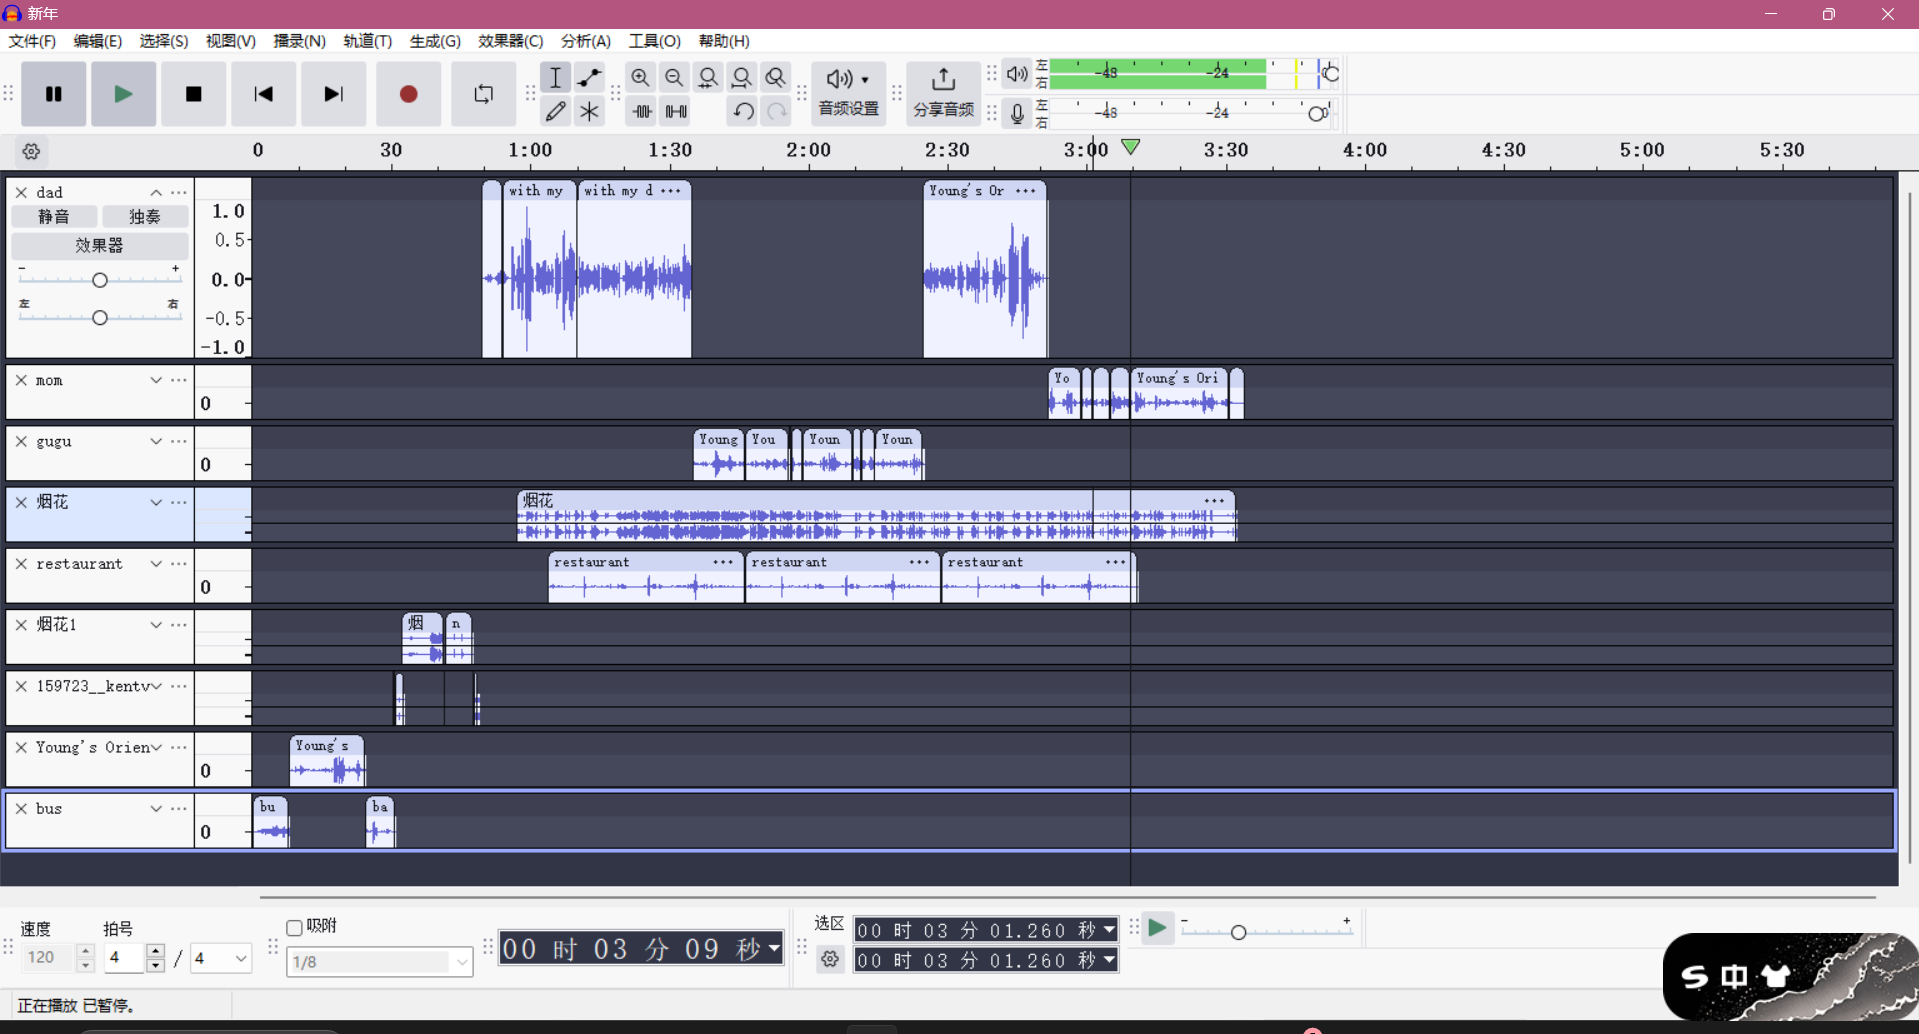 新年
文件(F) 编辑(E) 选择(S) 视图(V) 播录(N) 轨道(T) 生成(G) 效果器(C) 分析(A) 工具(O) 帮助(H)
音频设置
分享音频
左
右
-48 -24 0
左
右
-48 -24 0
0 30 1:00 1:30 2:00 2:30 3:00 3:30 4:00 4:30 5:00 5:30
dad
静音 独奏
效果器
- +
左 右
1.0
0.5
0.0
-0.5
-1.0
with my
with my d
Young's Or
mom
0
Yo
Young's Ori
gugu
0
Young
You
Youn
Youn
烟花
烟花
restaurant
0
restaurant
restaurant
restaurant
烟花1
烟
n
159723__kentv
Young's Orien
0
Young's
bus
0
bu
ba
速度
120
拍号
4 / 4
吸附
1/8
00 时 03 分 09 秒
选区
00 时 03 分 01.260 秒
00 时 03 分 01.260 秒
- +
正在播放 已暂停。
S 中